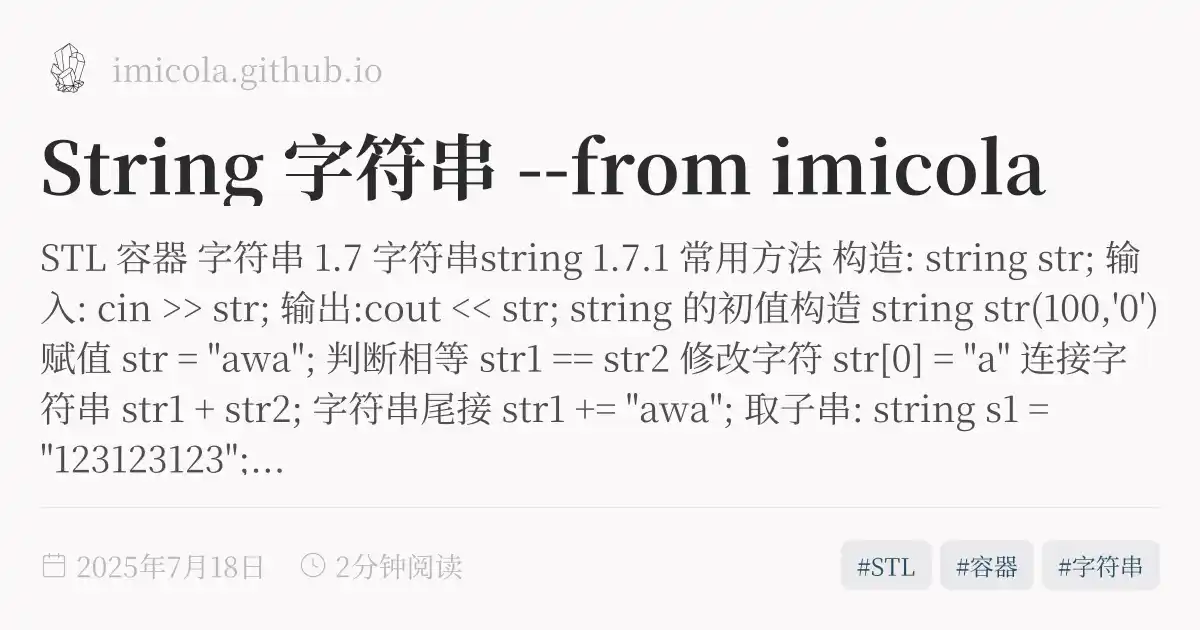 imicola.github.io
String 字符串 --from imicola
STL 容器 字符串 1.7 字符串string 1.7.1 常用方法 构造: string str; 输
入: cin >> str; 输出:cout << str; string 的初值构造 string str(100,'0')
赋值 str = "awa"; 判断相等 str1 == str2 修改字符 str[0] = "a" 连接字
符串 str1 + str2; 字符串尾接 str1 += "awa"; 取子串: string s1 =
"123123123";...
2025年7月18日 2分钟阅读 #STL #容器 #字符串